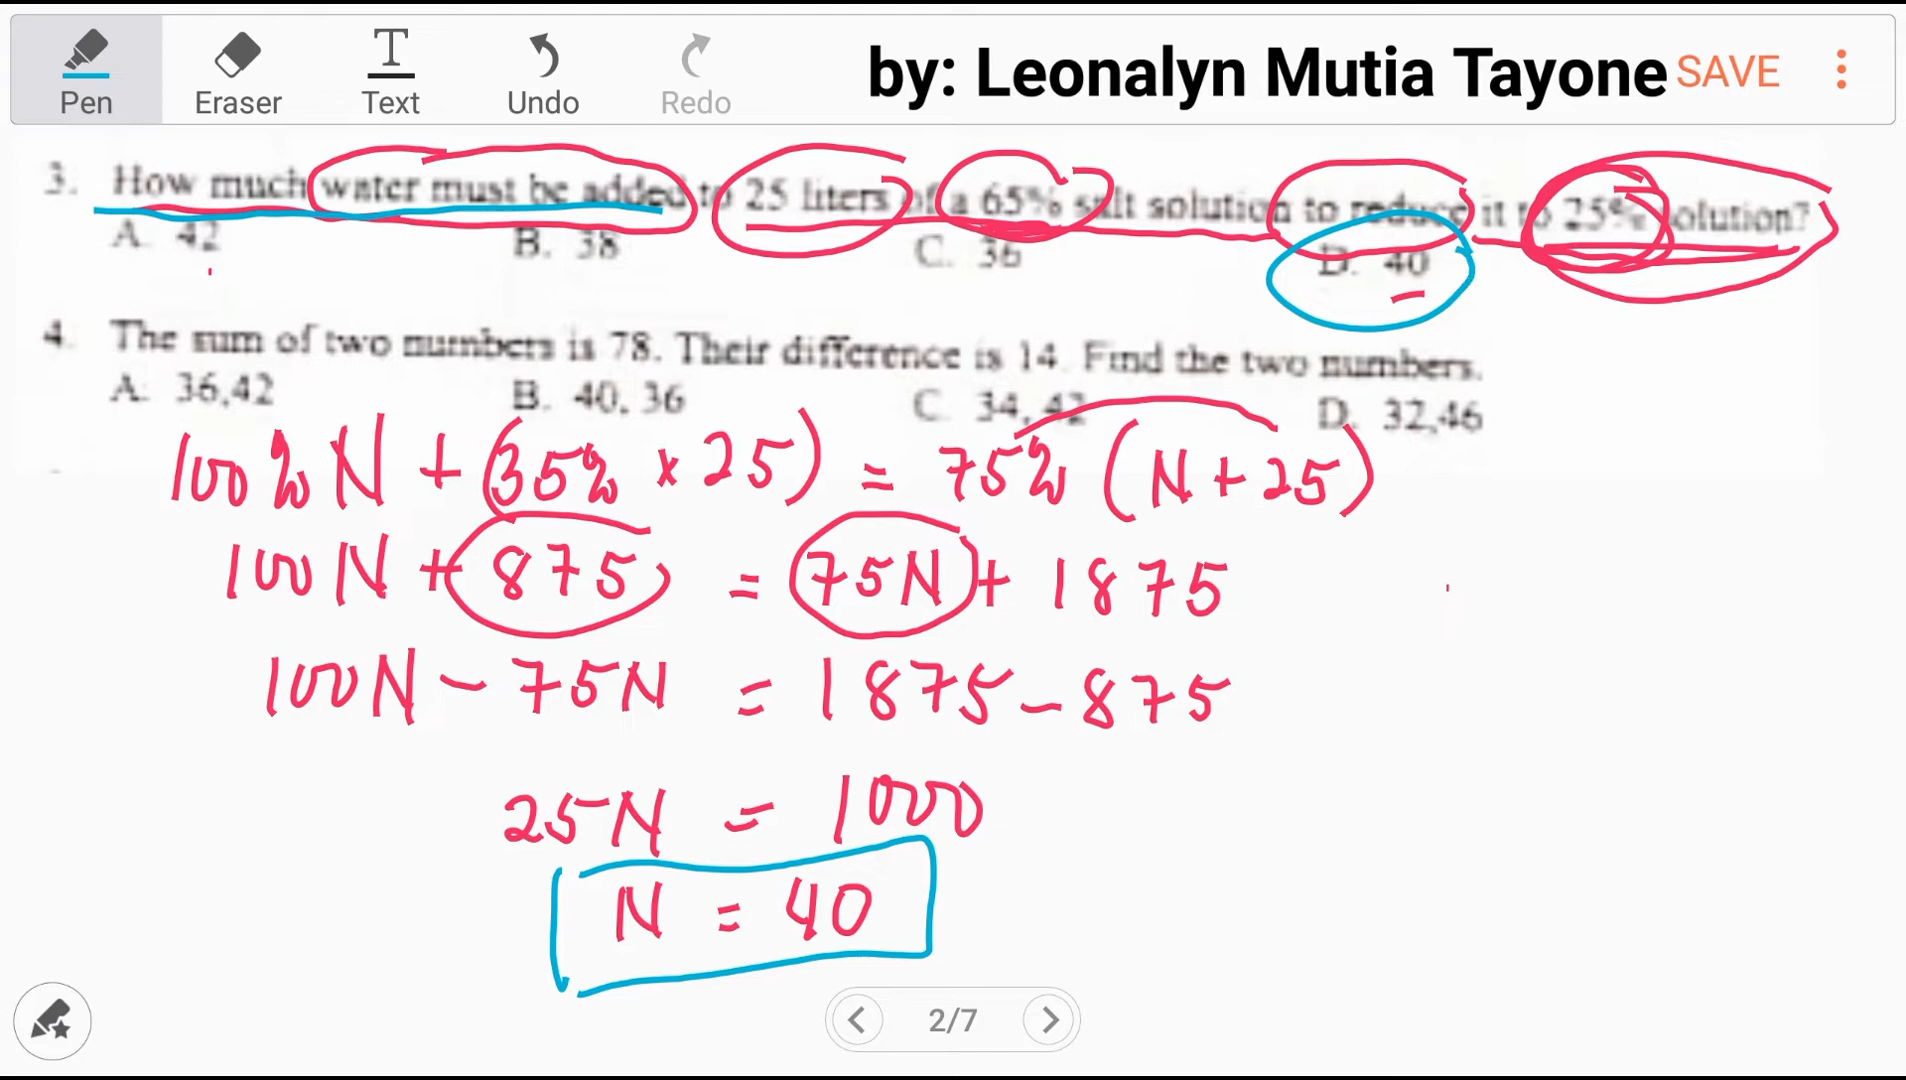 Pen Eraser Text Undo Redo by: Leonalyn Mutia Tayone SAVE
3. How much water must be added to 25 liters of a 65% salt solution to reduce it to 25% solution?
A. 42 B. 38 C. 36 D. 40
4. The sum of two numbers is 78. Their difference is 14. Find the two numbers.
A. 36,42 B. 40, 36 C. 34, 42 D. 32,46
100% N + (35% × 25) = 75% (N + 25)
100N + 875 = 75N + 1875
100N - 75N = 1875 - 875
25N = 1000
N = 40
2/7